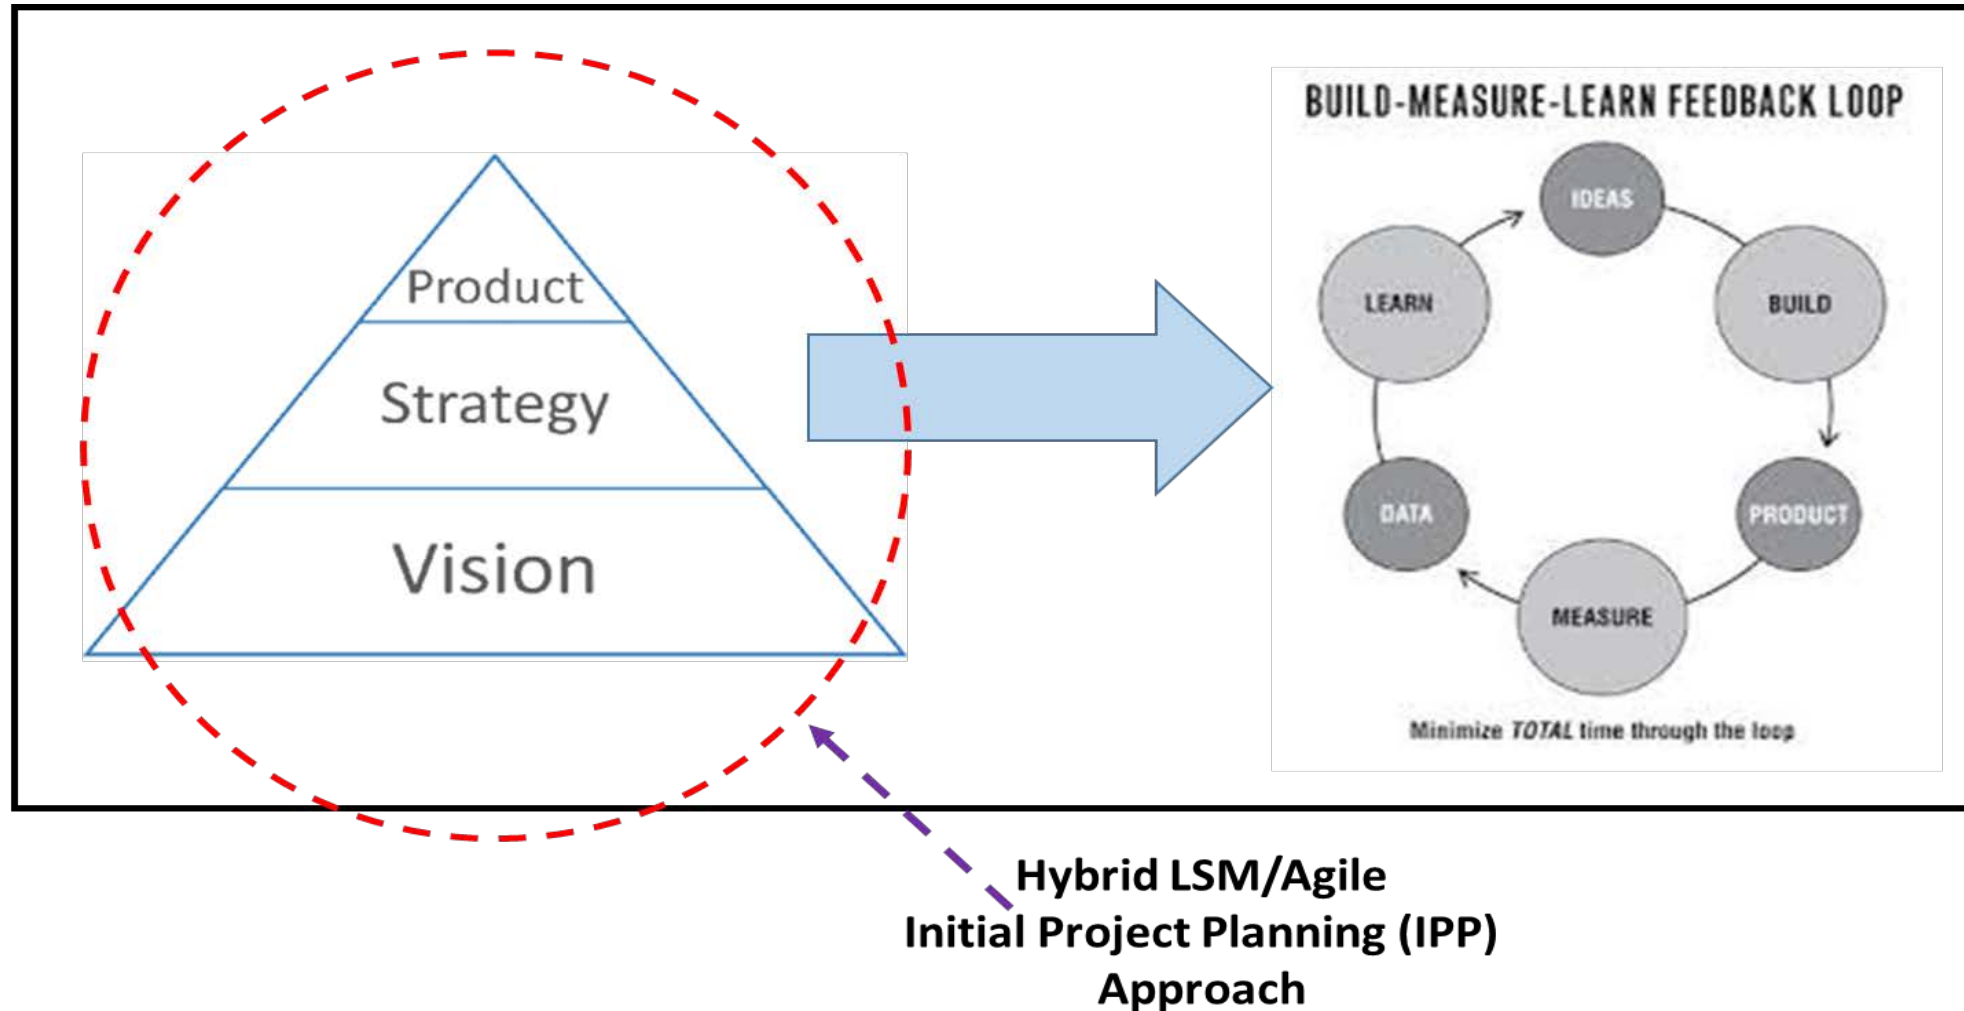 Product
Strategy
Vision
BUILD-MEASURE-LEARN FEEDBACK LOOP
IDEAS
BUILD
PRODUCT
MEASURE
DATA
LEARN
Minimize TOTAL time through the loop
Hybrid LSM/Agile
Initial Project Planning (IPP)
Approach